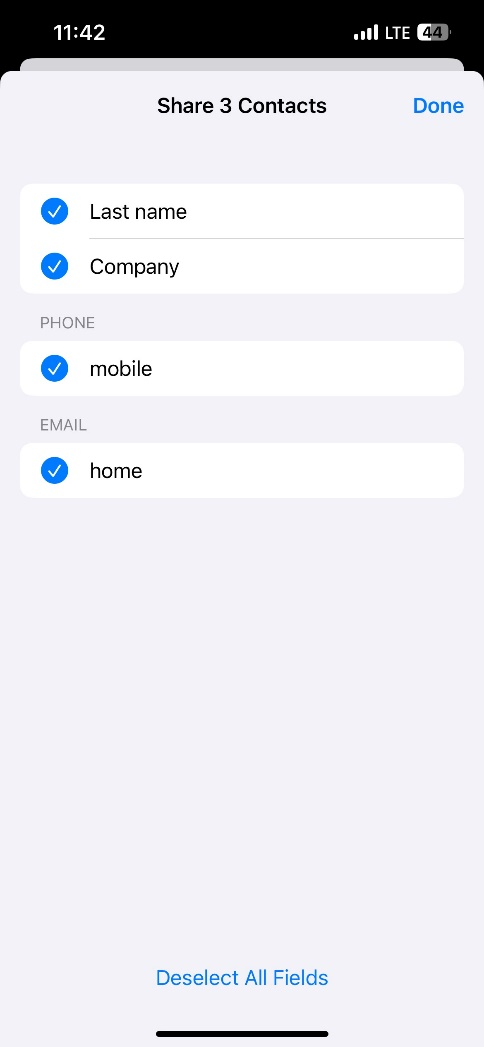 11:42 LTE 44
Share 3 Contacts Done
Last name
Company
PHONE
mobile
EMAIL
home
Deselect All Fields